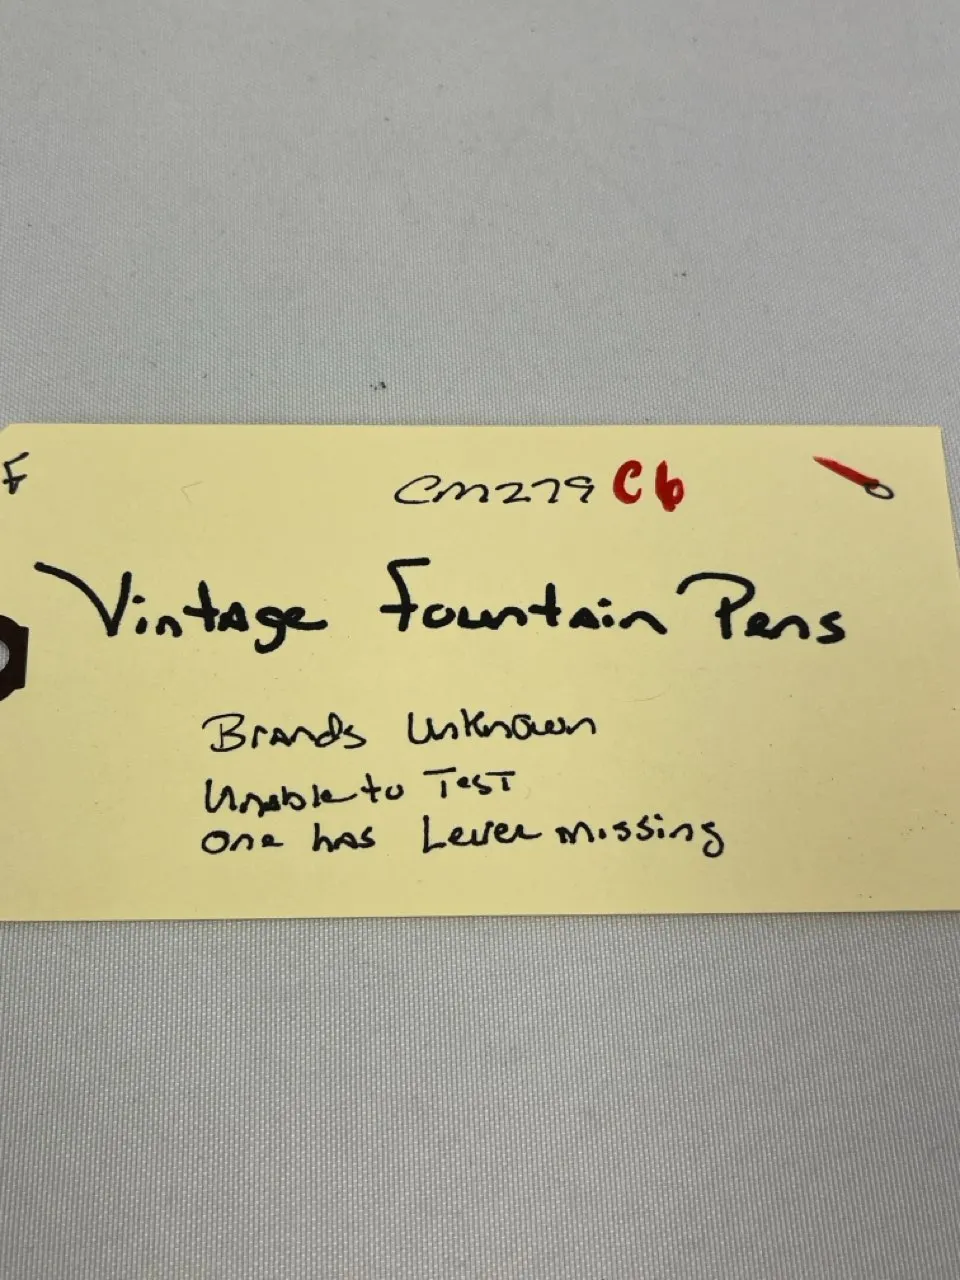 F CM279 C6
Vintage Fountain Pens
Brands Unknown
Unable to Test
One has Lever missing